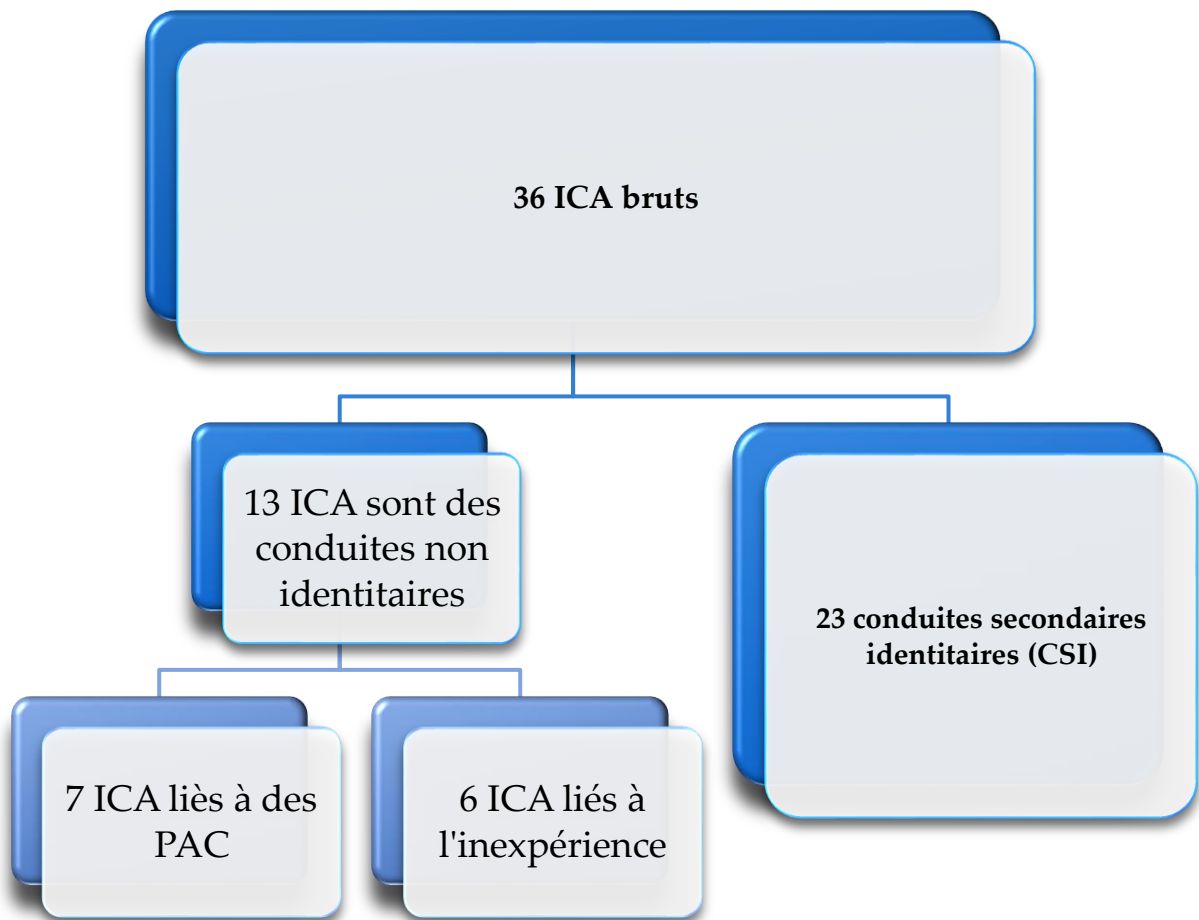 36 ICA bruts
13 ICA sont des
conduites non
identitaires
23 conduites secondaires
identitaires (CSI)
7 ICA liès à des
PAC
6 ICA liés à
l'inexpérience